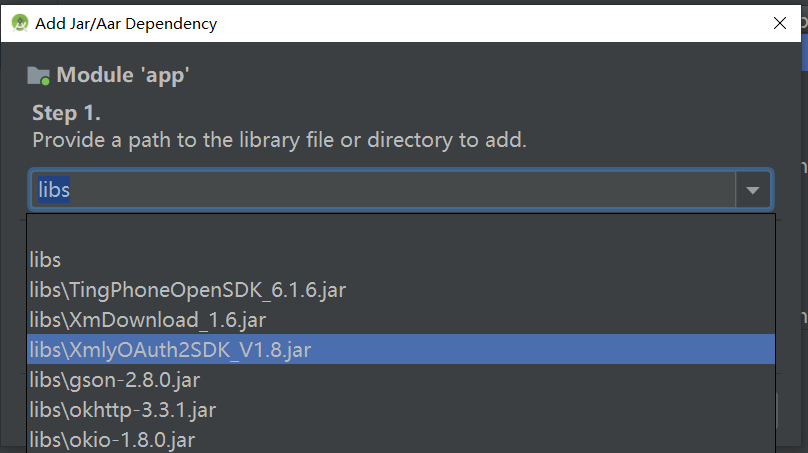 Add Jar/Aar Dependency
Module 'app'
Step 1.
Provide a path to the library file or directory to add.
libs
libs
libs\TingPhoneOpenSDK_6.1.6.jar
libs\XmDownload_1.6.jar
libs\XmlyOAuth2SDK_V1.8.jar
libs\gson-2.8.0.jar
libs\okhttp-3.3.1.jar
libs\okio-1.8.0.jar